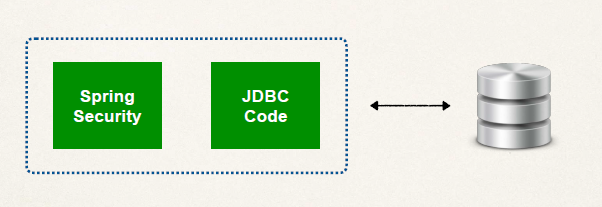 Spring
Security
JDBC
Code